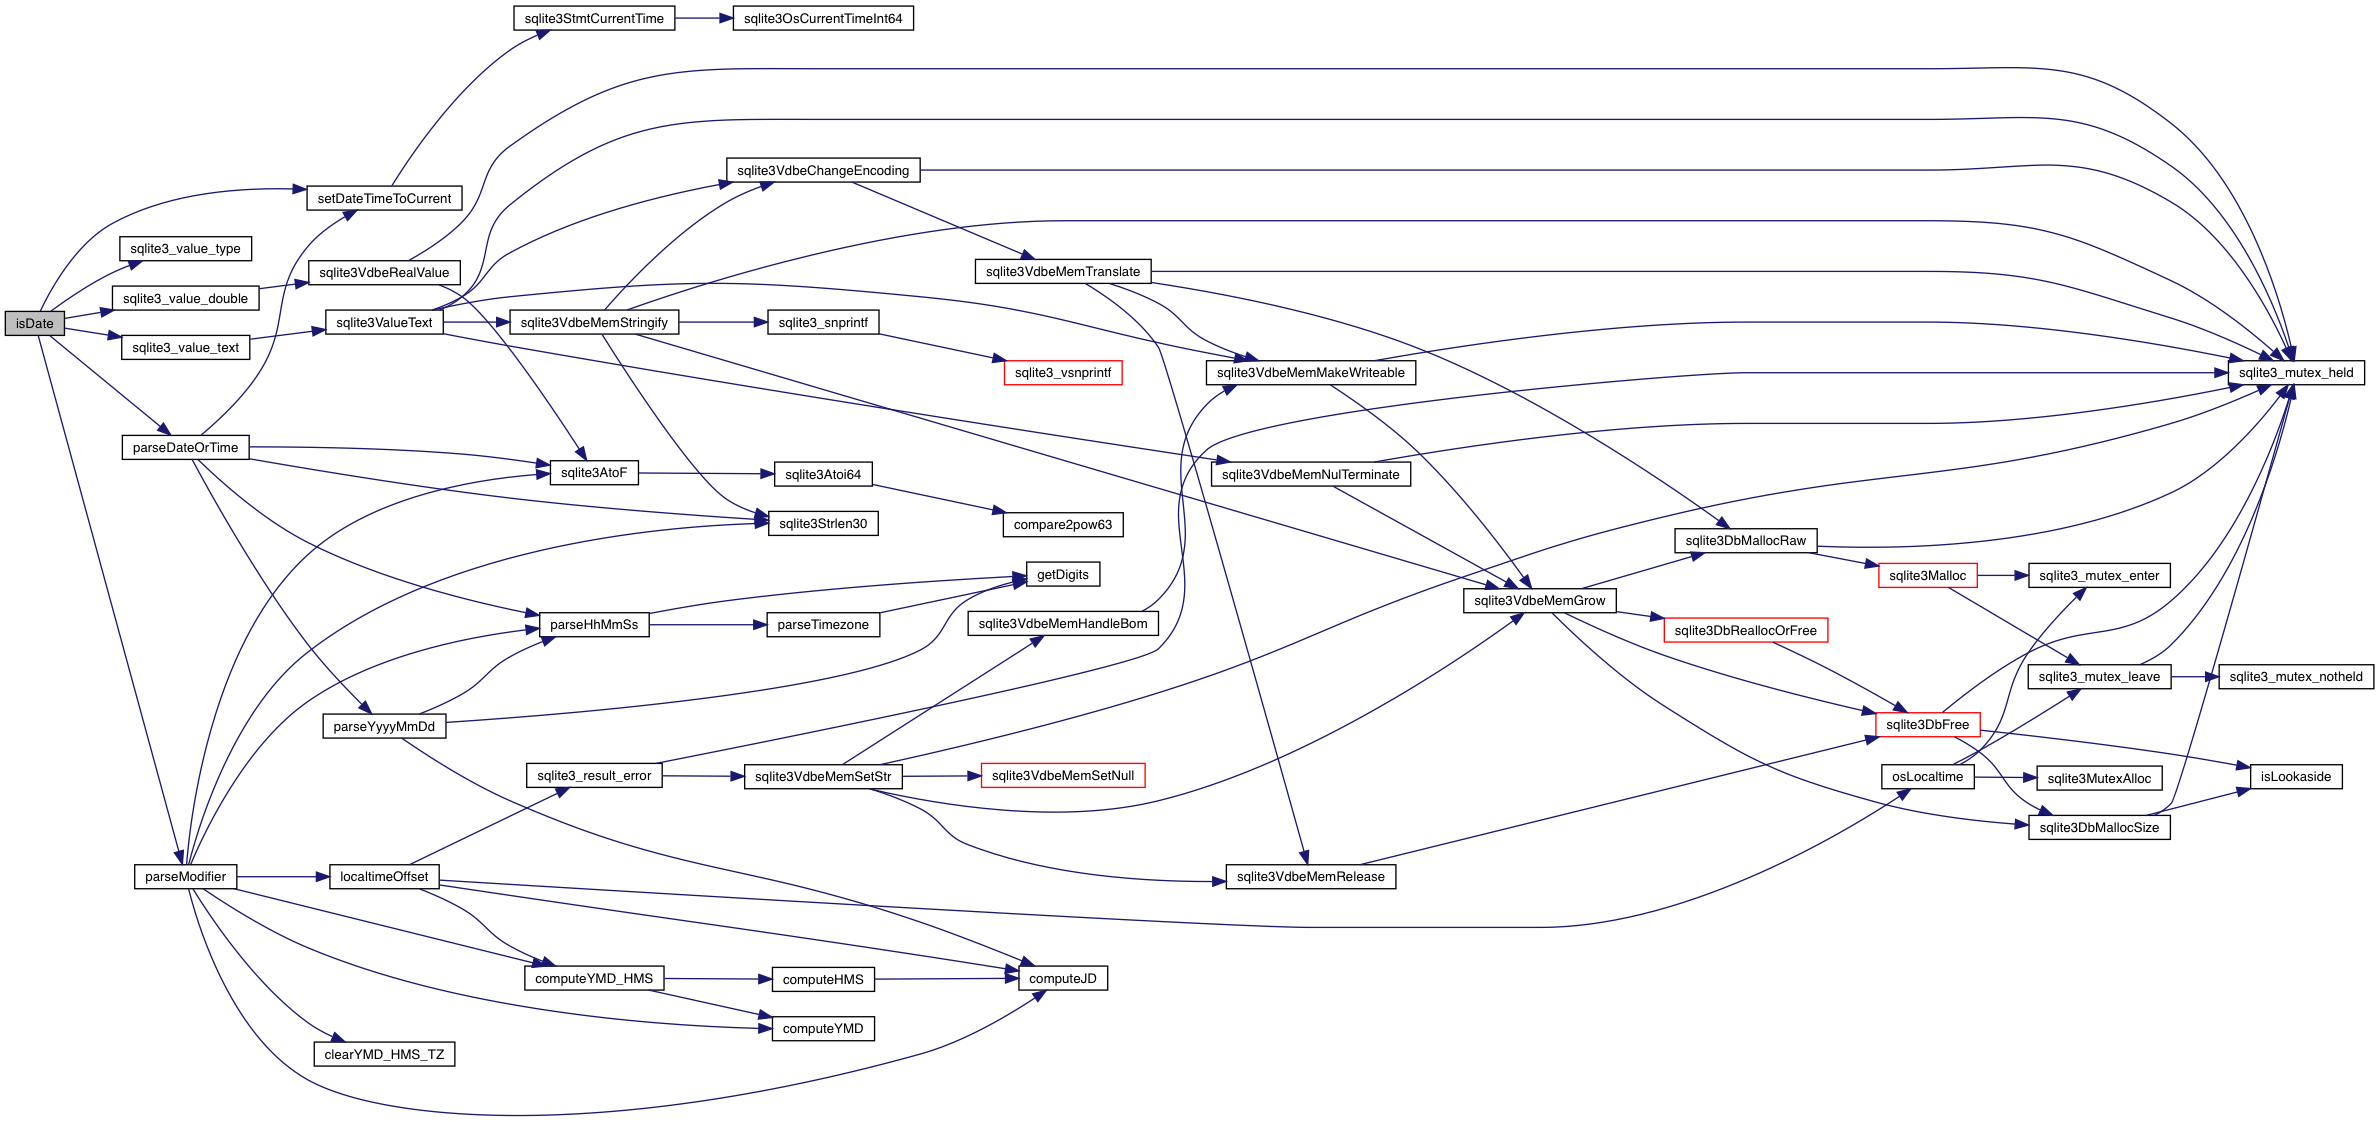 sqlite3StmtCurrentTime
sqlite3OsCurrentTimeInt64
sqlite3VdbeChangeEncoding
setDateTimeToCurrent
sqlite3_value_type
sqlite3VdbeRealValue
sqlite3VdbeMemTranslate
sqlite3_value_double
isDate
sqlite3ValueText
sqlite3VdbeMemStringify
sqlite3_snprintf
sqlite3_value_text
sqlite3_vsnprintf
sqlite3VdbeMemMakeWriteable
sqlite3_mutex_held
parseDateOrTime
sqlite3AtoF
sqlite3Atoi64
sqlite3VdbeMemNulTerminate
sqlite3Strlen30
compare2pow63
sqlite3DbMallocRaw
getDigits
sqlite3Malloc
sqlite3_mutex_enter
sqlite3VdbeMemGrow
parseHhMmSs
parseTimezone
sqlite3VdbeMemHandleBom
sqlite3DbReallocOrFree
sqlite3_mutex_leave
sqlite3_mutex_notheld
parseYyyyMmDd
sqlite3DbFree
sqlite3_result_error
sqlite3VdbeMemSetStr
sqlite3VdbeMemSetNull
osLocaltime
sqlite3MutexAlloc
isLookaside
sqlite3DbMallocSize
parseModifier
localtimeOffset
sqlite3VdbeMemRelease
computeYMD_HMS
computeHMS
computeJD
computeYMD
clearYMD_HMS_TZ